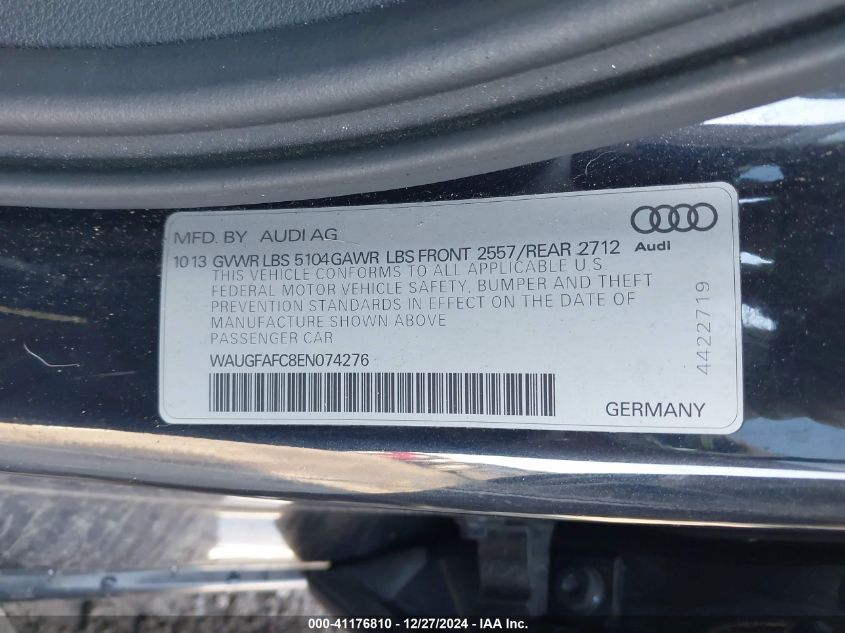 MFD. BY AUDI AG
Audi
10 13 GVWR LBS 5104 GAWR LBS FRONT 2557/REAR 2712
THIS VEHICLE CONFORMS TO ALL APPLICABLE U.S.
FEDERAL MOTOR VEHICLE SAFETY, BUMPER AND THEFT
PREVENTION STANDARDS IN EFFECT ON THE DATE OF
MANUFACTURE SHOWN ABOVE
PASSENGER CAR
WAUGFAFC8EN074276
4422719
GERMANY
000-41176810 - 12/27/2024 - IAA Inc.